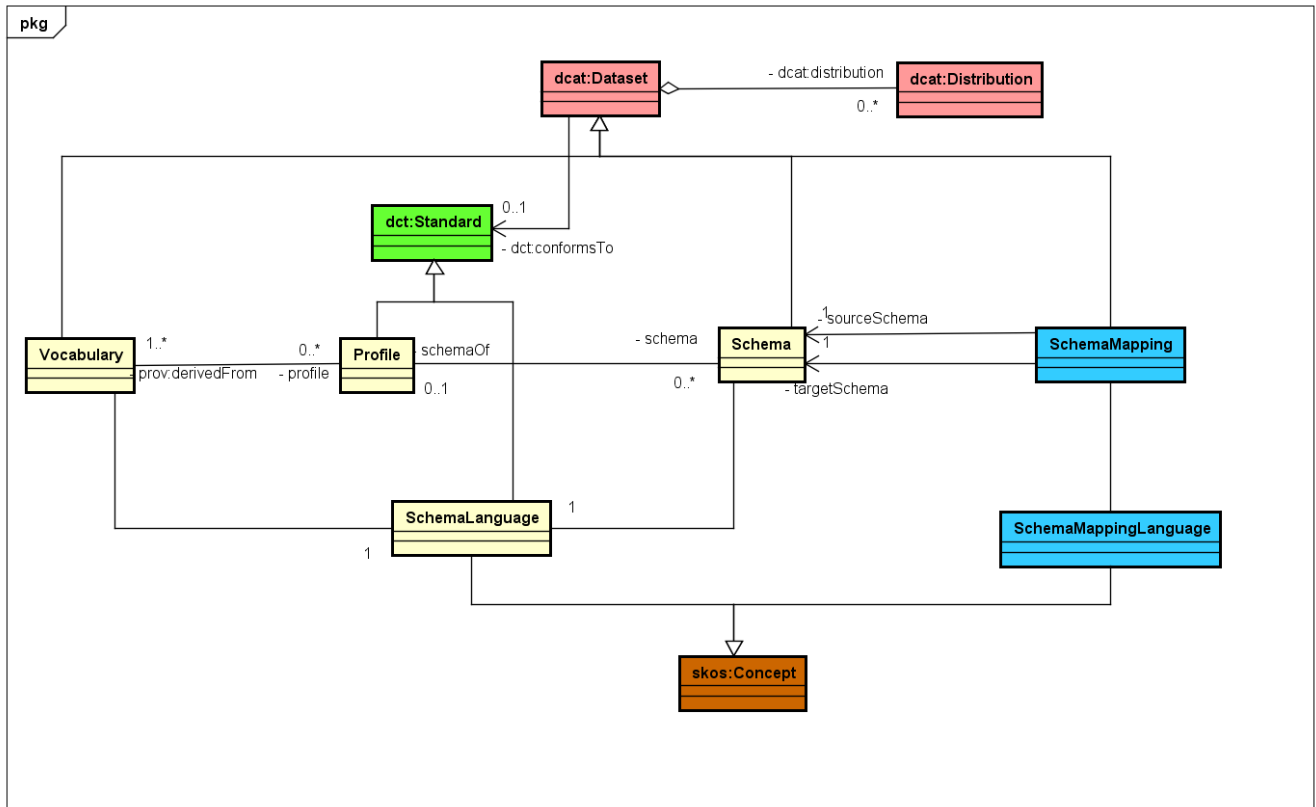 pkg
dcat:Dataset
- dcat:distribution
0..*
dcat:Distribution
dct:Standard
0..1
- dct:conformsTo
Vocabulary
1..*
- prov:derivedFrom
0..*
- profile
Profile
- schemaOf
0..1
- schema
0..*
Schema
1
- sourceSchema
1
- targetSchema
SchemaMapping
SchemaLanguage
1
1
SchemaMappingLanguage
skos:Concept